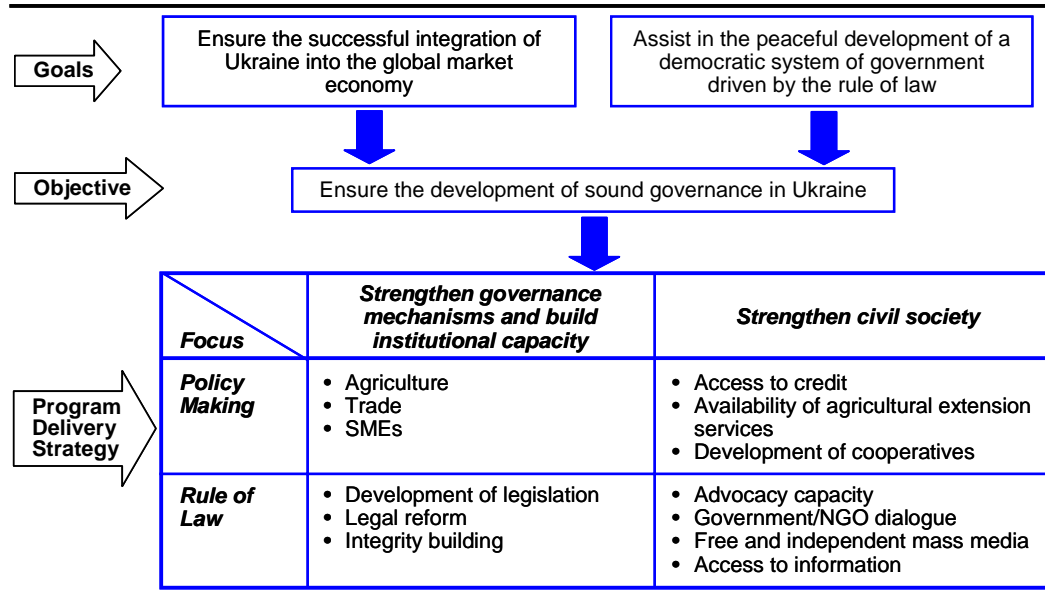 Goals
Ensure the successful integration of
Ukraine into the global market
economy
Assist in the peaceful development of a
democratic system of government
driven by the rule of law
Objective
Ensure the development of sound governance in Ukraine
Program
Delivery
Strategy
Focus
Strengthen governance
mechanisms and build
institutional capacity
Strengthen civil society
Policy
Making
• Agriculture
• Trade
• SMEs
• Access to credit
• Availability of agricultural extension
services
• Development of cooperatives
Rule of
Law
• Development of legislation
• Legal reform
• Integrity building
• Advocacy capacity
• Government/NGO dialogue
• Free and independent mass media
• Access to information